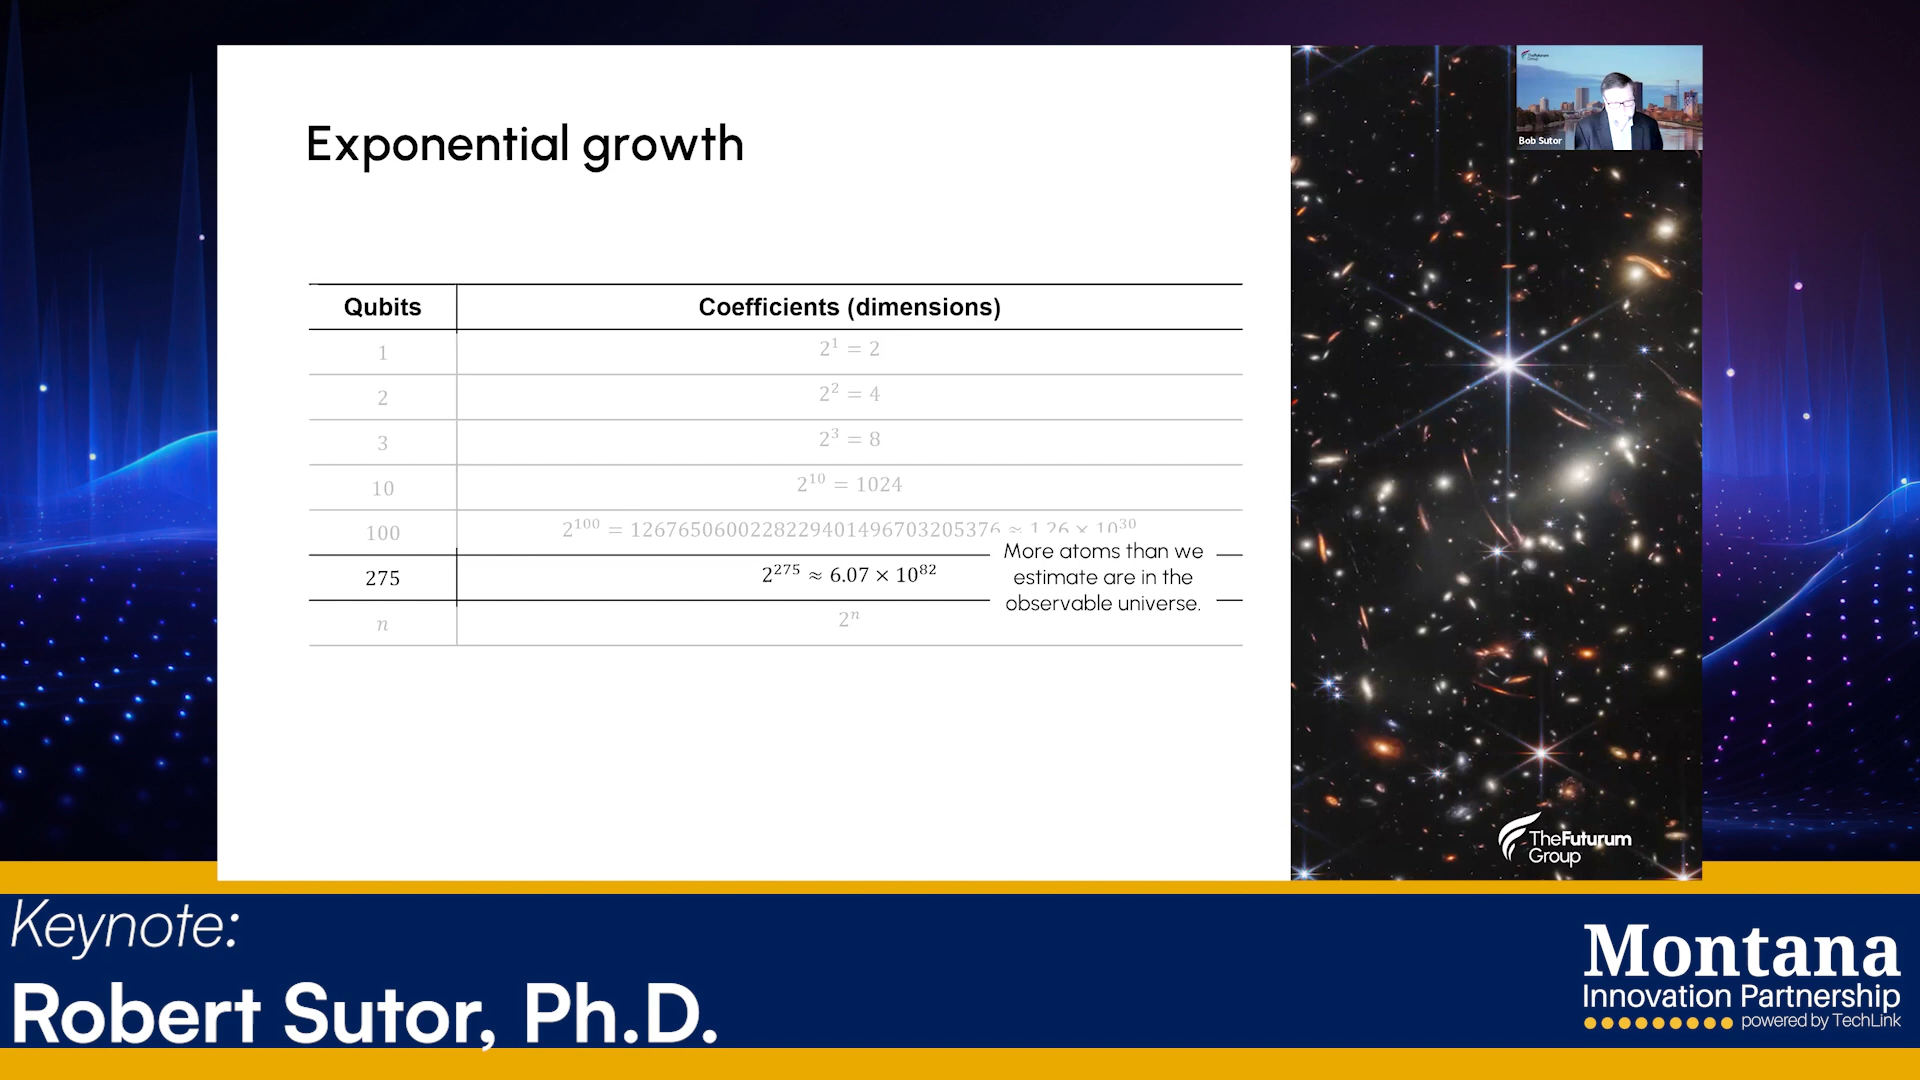 Exponential growth
Qubits
Coefficients (dimensions)
1
2¹ = 2
2
2² = 4
3
2³ = 8
10
2¹⁰ = 1024
100
2¹⁰⁰ = 1267650600228229401496703205376 ≈ 1.26 × 10³⁰
275
2²⁷⁵ ≈ 6.07 × 10⁸²
More atoms than we
estimate are in the
observable universe.
n
2ⁿ
TheFuturum
Group
Bob Sutor
TheFuturum
Group
Keynote:
Robert Sutor, Ph.D.
Montana
Innovation Partnership
powered by TechLink